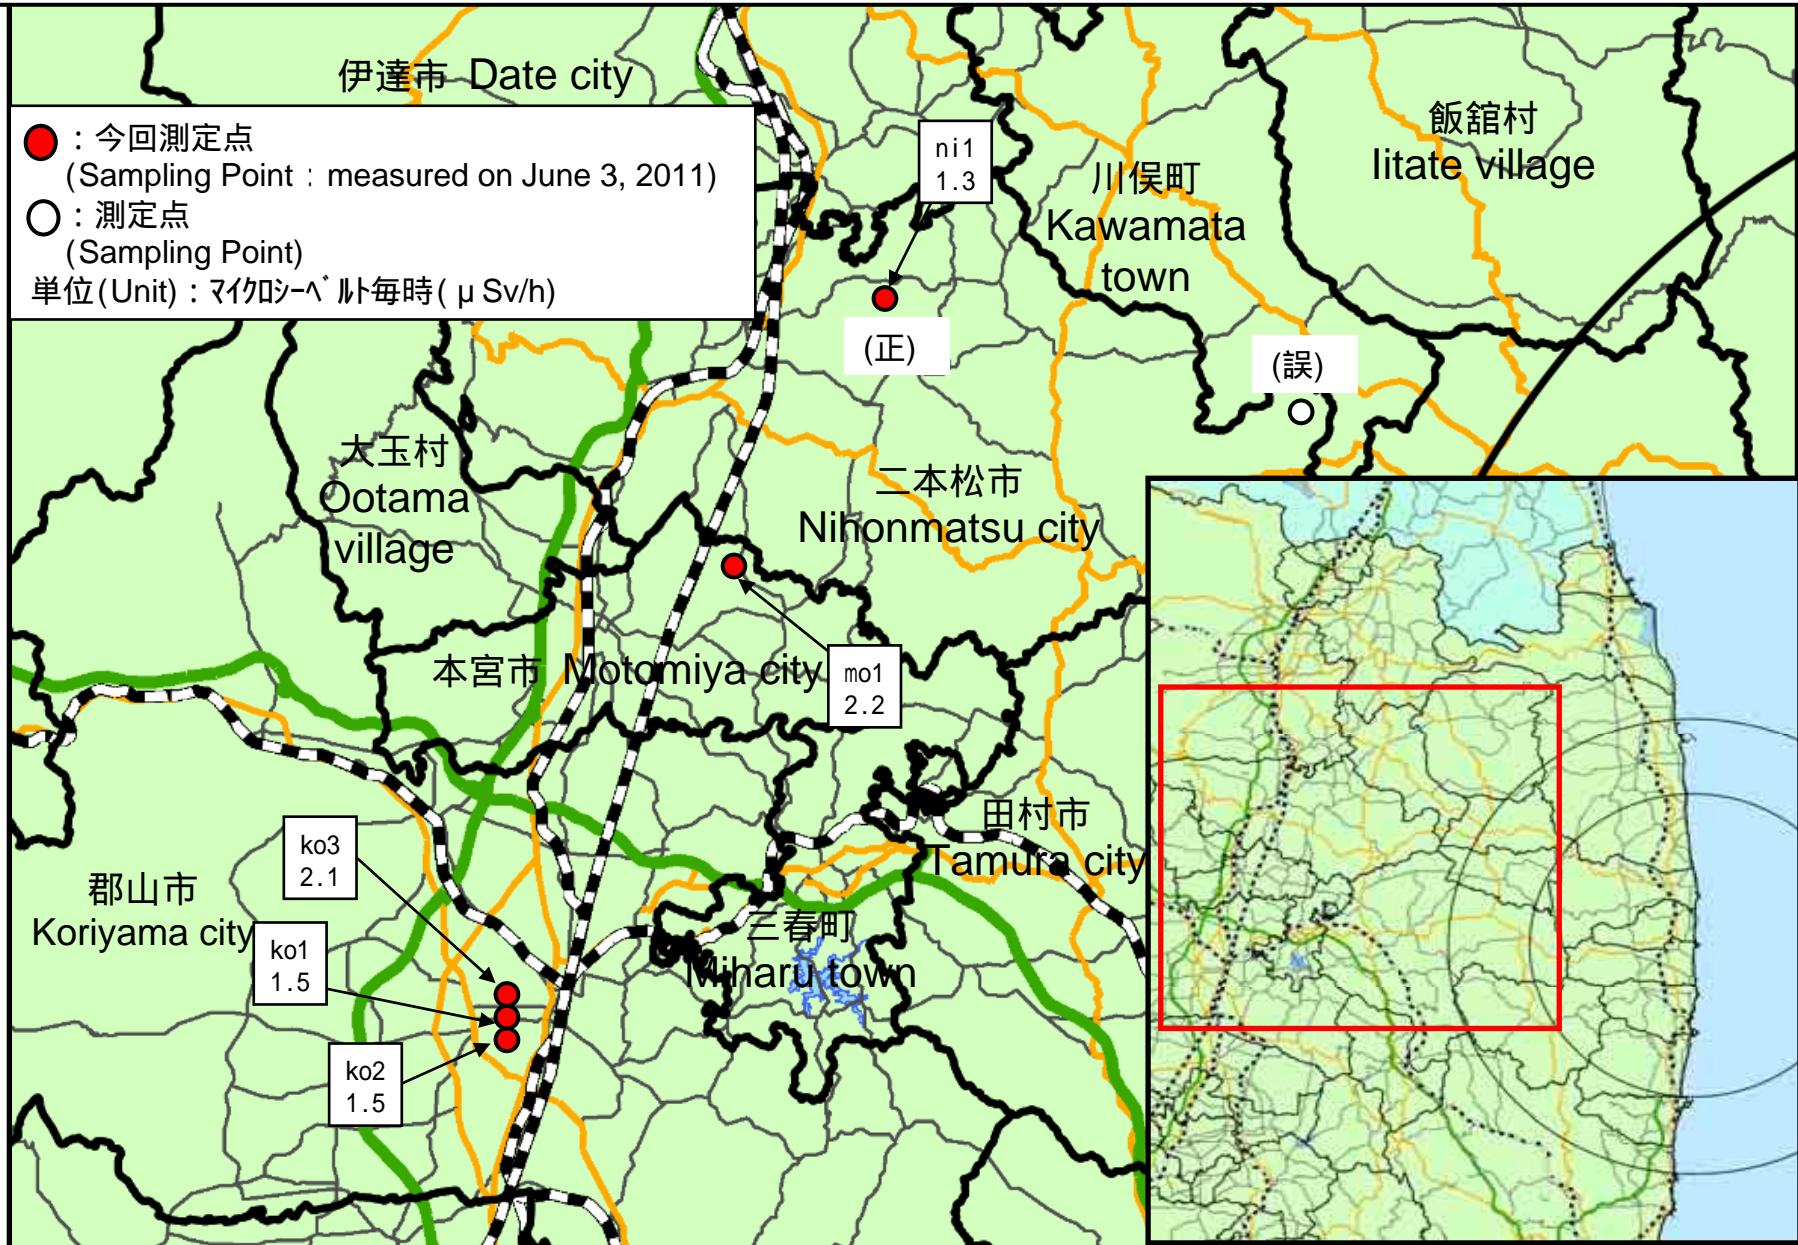 伊達市 Date city
：今回測定点
(Sampling Point：measured on June 3, 2011)
：測定点
(Sampling Point)
単位(Unit)：ﾏｲｸﾛｼｰﾍﾞﾙﾄ毎時( μ Sv/h)
ni1
1.3
(正)
川俣町
Kawamata
town
飯舘村
Iitate village
(誤)
大玉村
Ootama
village
二本松市
Nihonmatsu city
本宮市 Motomiya city
mo1
2.2
田村市
Tamura city
ko3
2.1
郡山市
Koriyama city
ko1
1.5
三春町
Miharu town
ko2
1.5